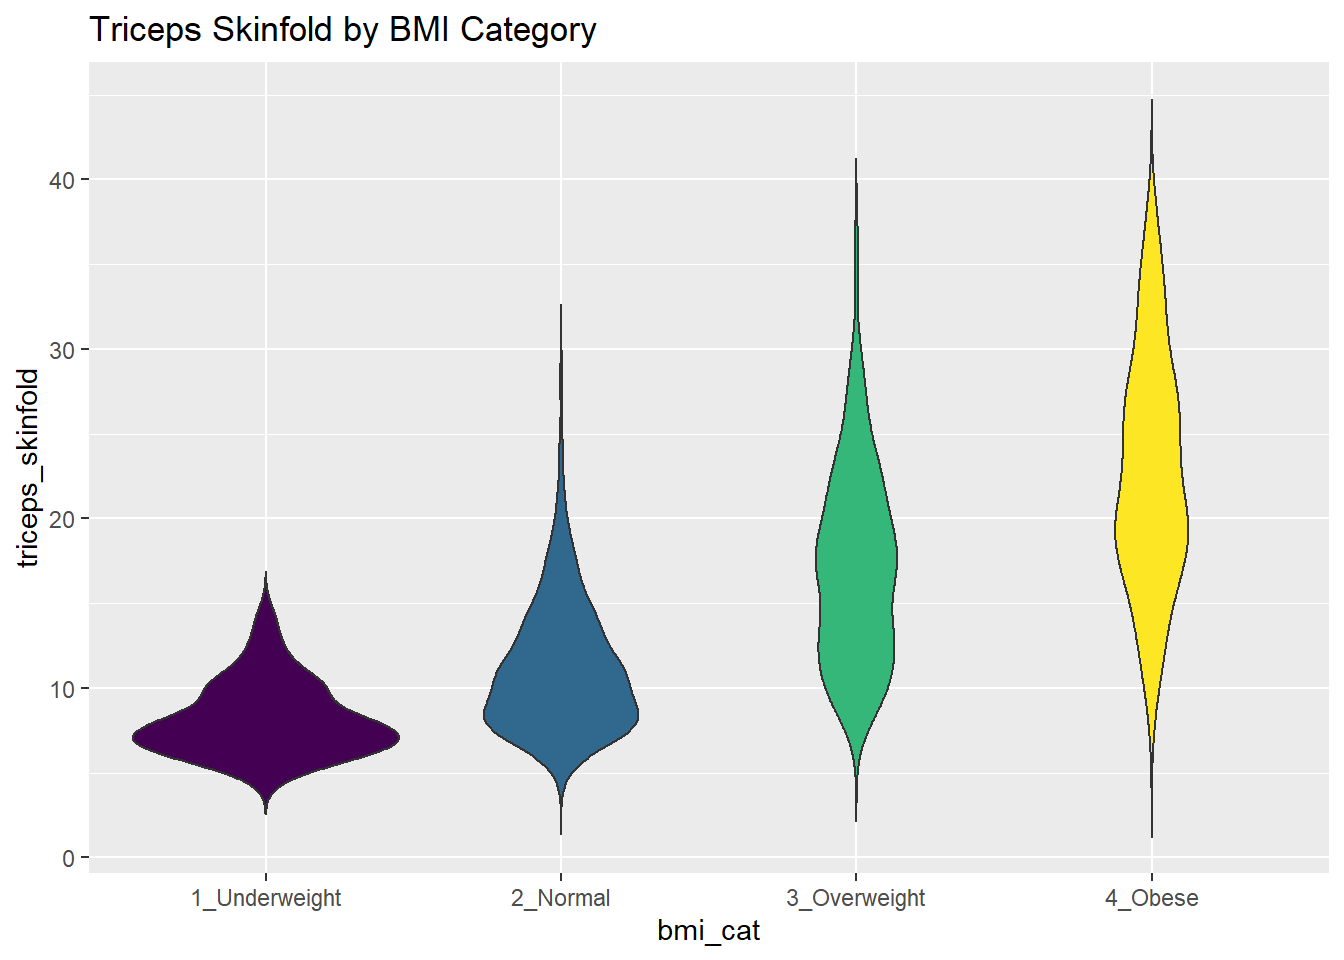 Triceps Skinfold by BMI Category
triceps_skinfold
40
30
20
10
0
1_Underweight 2_Normal 3_Overweight 4_Obese
bmi_cat